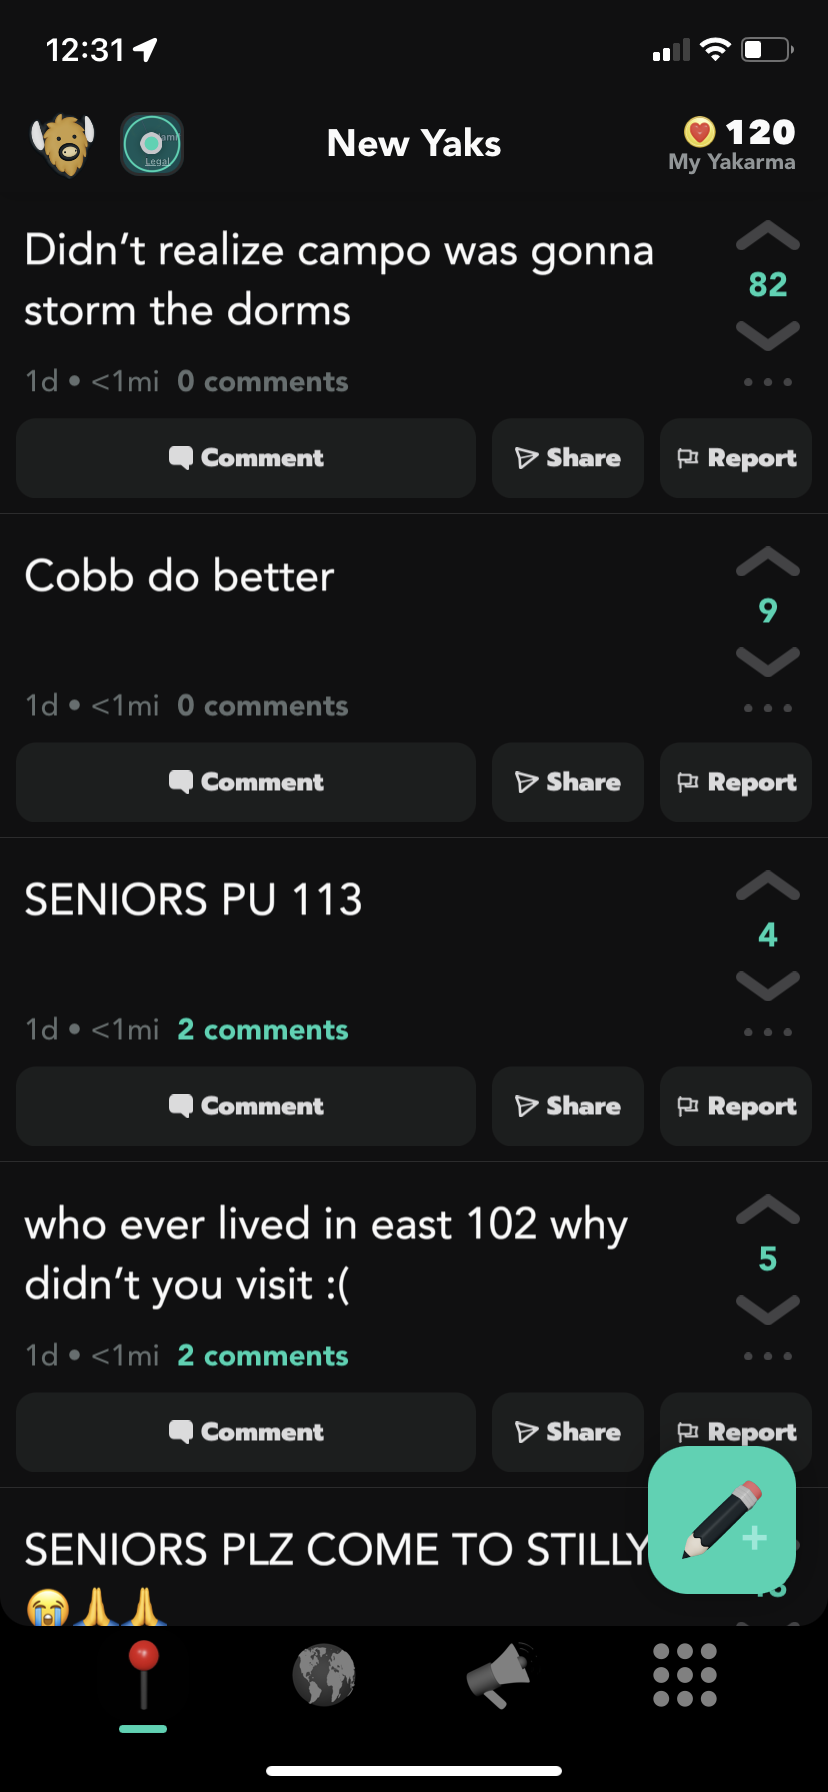 12:31
New Yaks
120
My Yakarma
Legal
Didn’t realize campo was gonna
storm the dorms
82
1d • <1mi 0 comments
Comment Share Report
Cobb do better
9
1d • <1mi 0 comments
Comment Share Report
SENIORS PU 113
4
1d • <1mi 2 comments
Comment Share Report
who ever lived in east 102 why
didn’t you visit :(
5
1d • <1mi 2 comments
Comment Share Report
SENIORS PLZ COME TO STILLY
😭🙏🙏